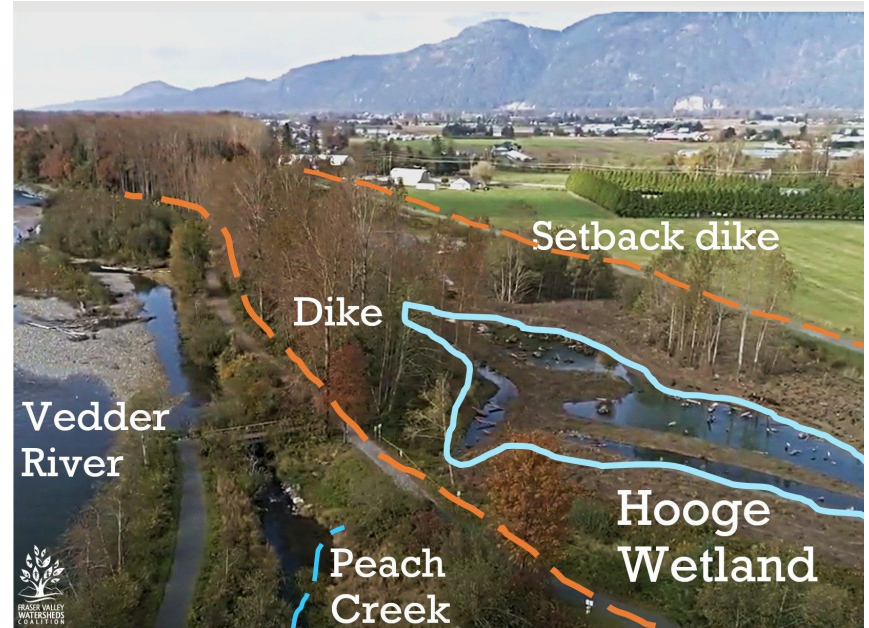 Setback dike
Dike
Vedder
River
Hooge
Wetland
Peach
Creek
FRASER VALLEY
WATERSHEDS
COALITION